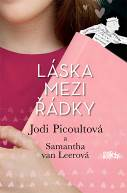 LÁSKA
MEZI
ŘÁDKY
Jodi Picoultová
a
Samantha
van Leerová